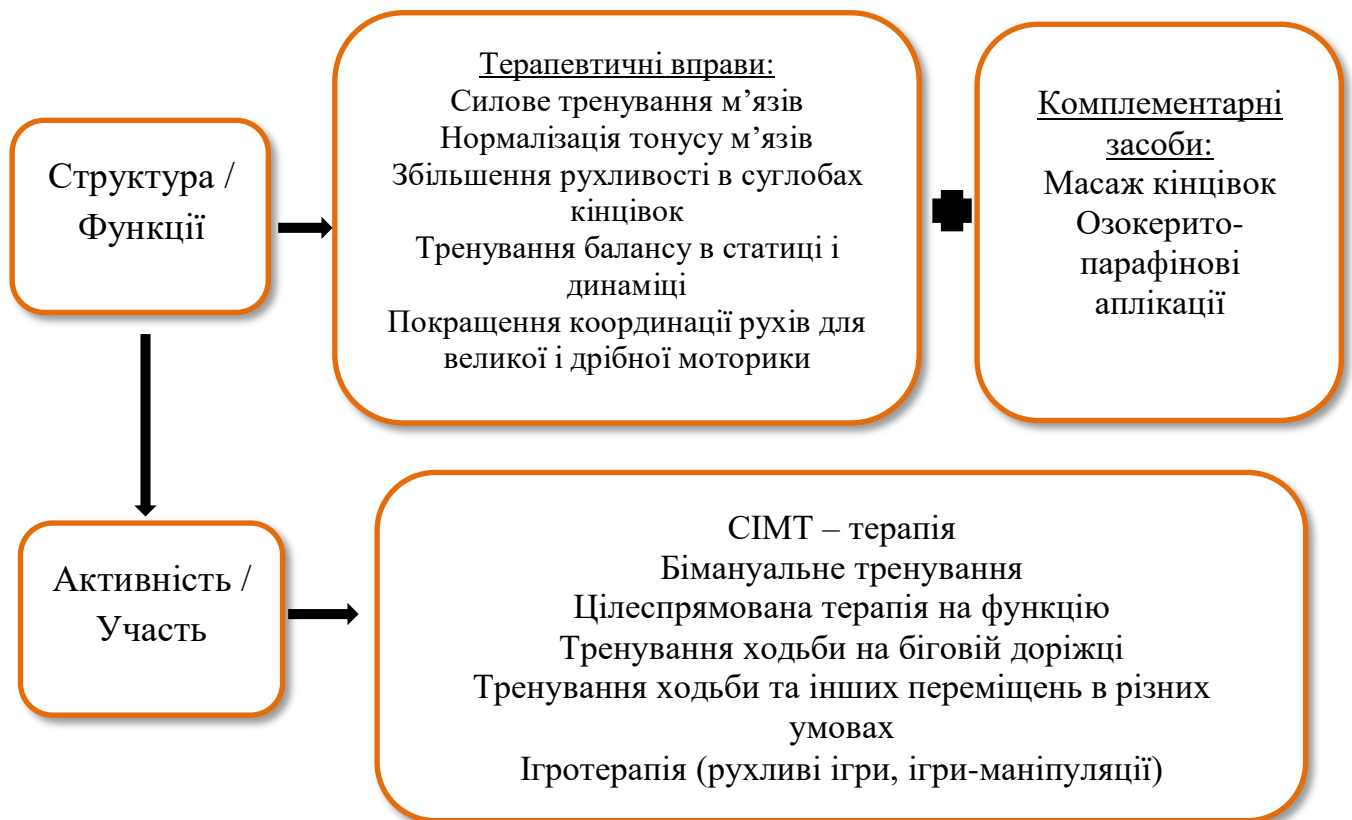 Структура /
Функції
Терапевтичні вправи:
Силове тренування м’язів
Нормалізація тонусу м’язів
Збільшення рухливості в суглобах
кінцівок
Тренування балансу в статиці і
динаміці
Покращення координації рухів для
великої і дрібної моторики
Комплементарні
засоби:
Масаж кінцівок
Озокерито-
парафінові
аплікації
Активність /
Участь
СІМТ – терапія
Бімануальне тренування
Цілеспрямована терапія на функцію
Тренування ходьби на біговій доріжці
Тренування ходьби та інших переміщень в різних
умовах
Ігротерапія (рухливі ігри, ігри-маніпуляції)